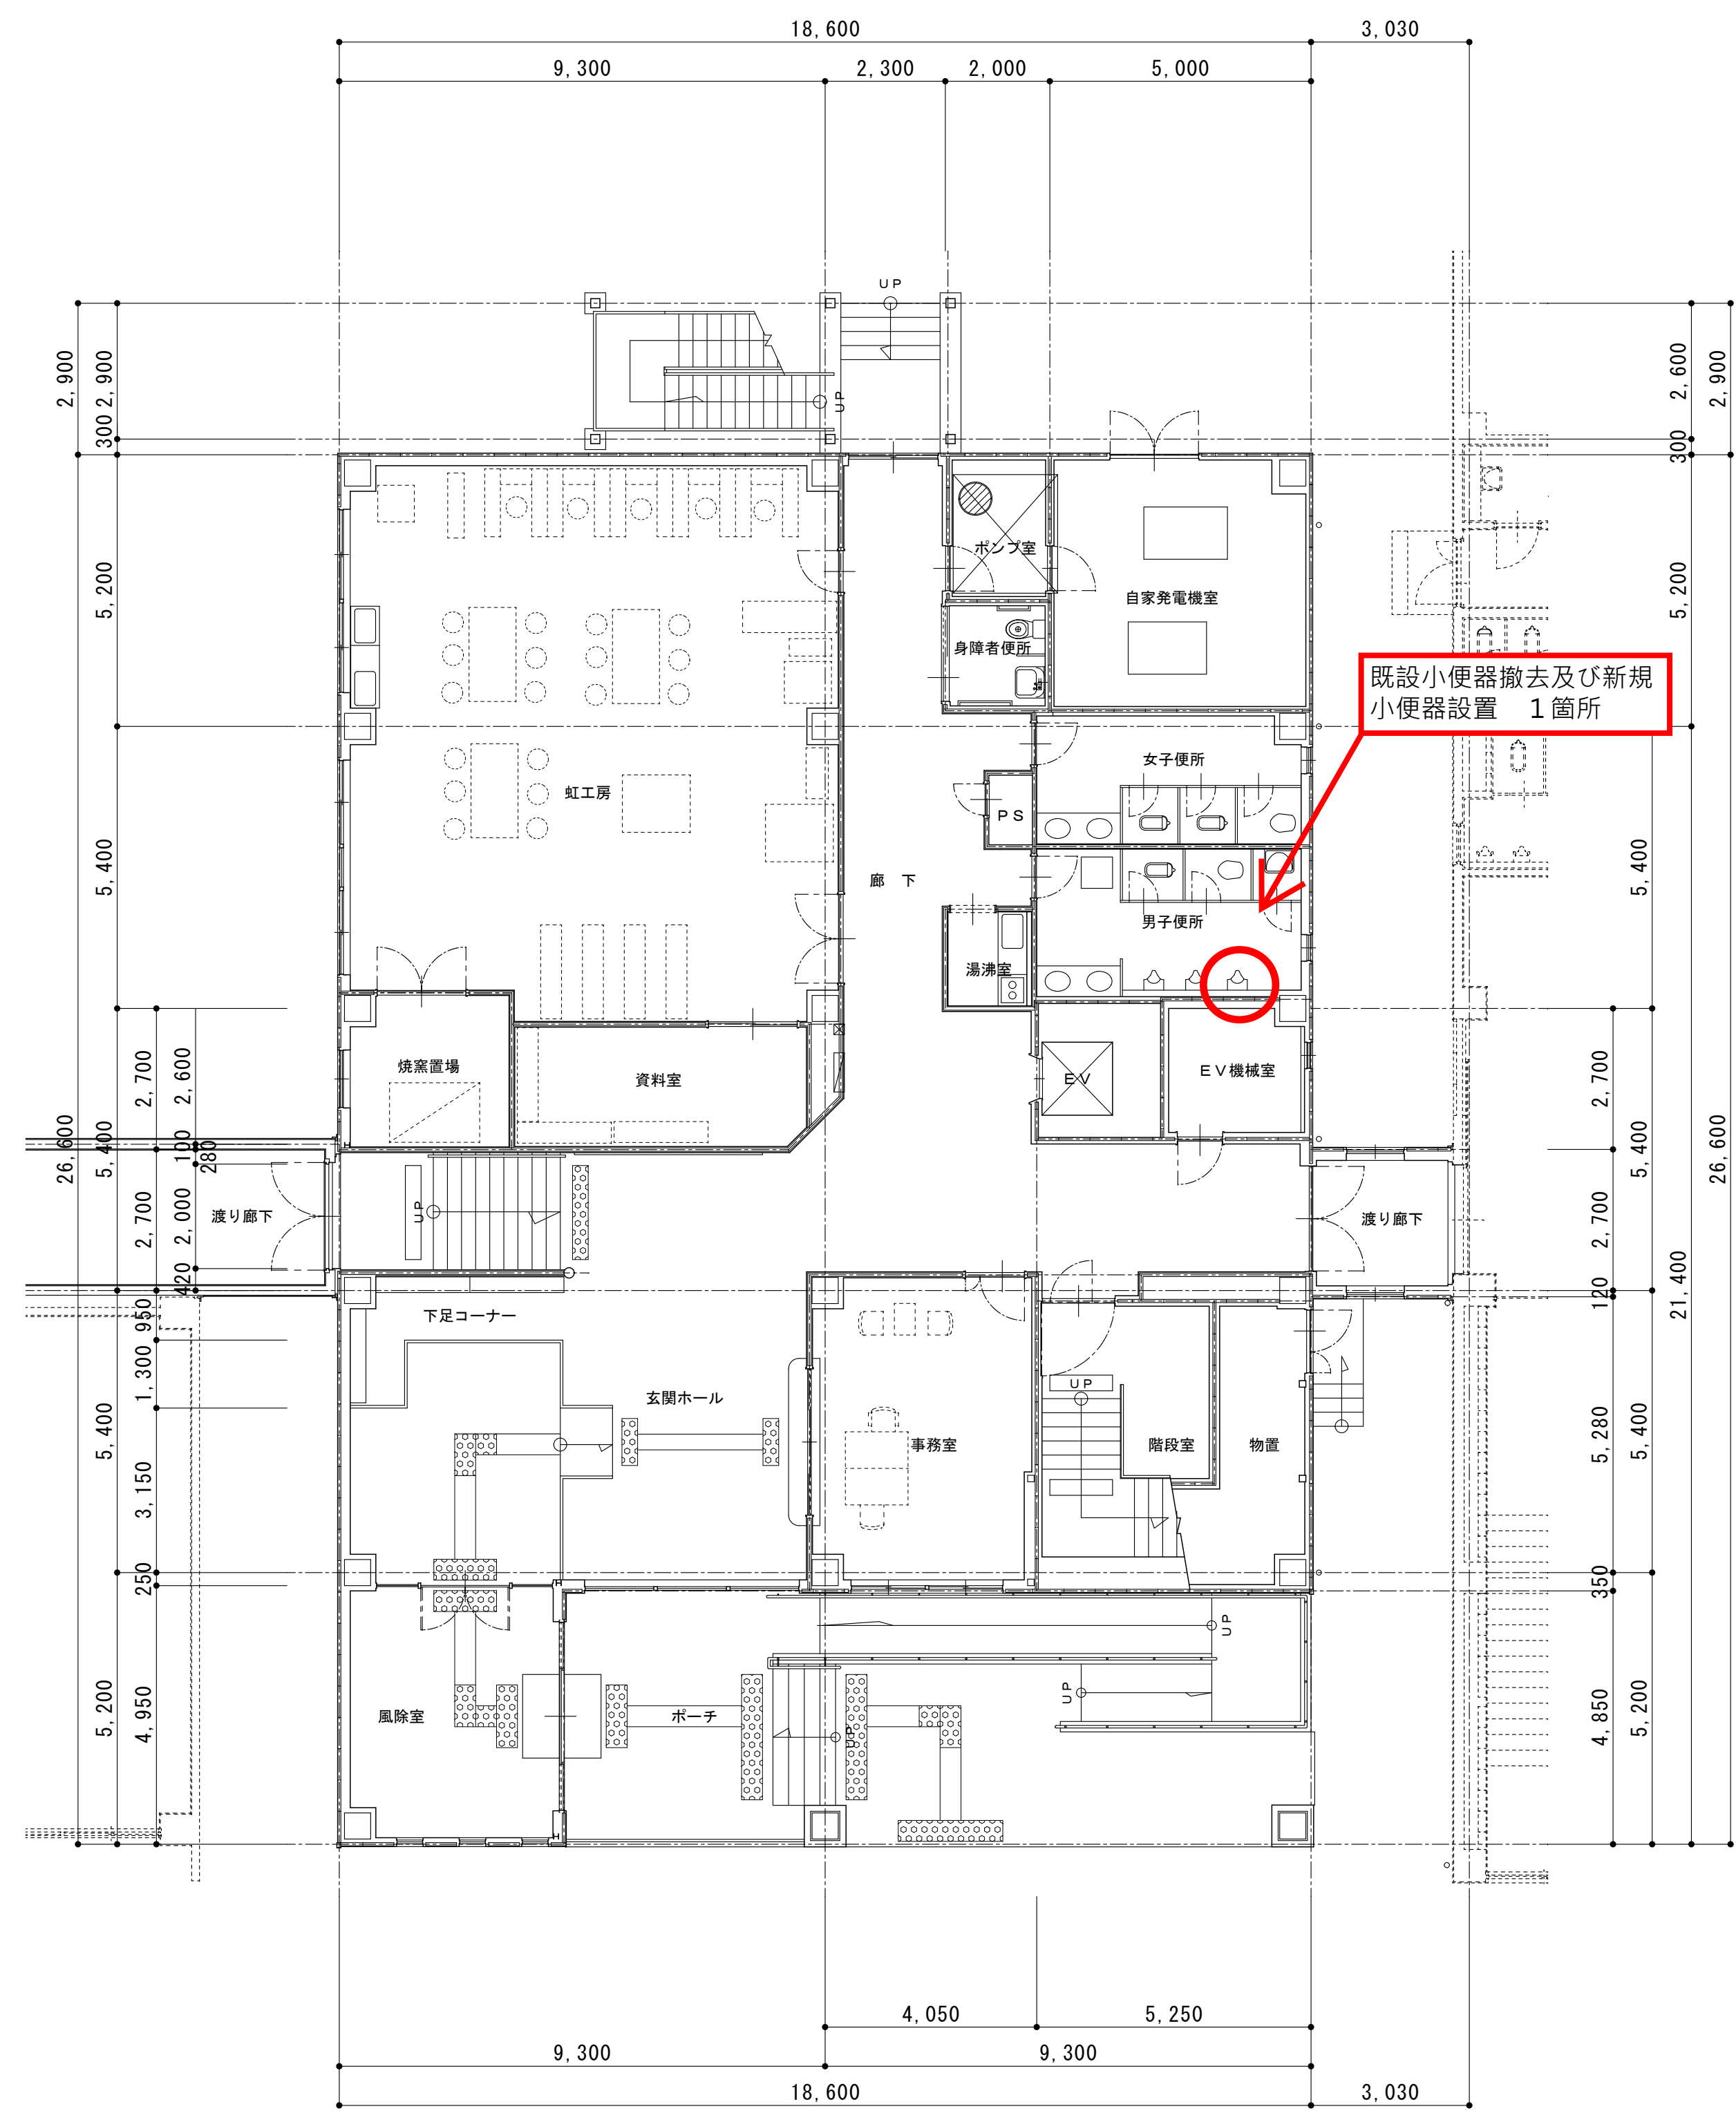 18,600
3,030
9,300
2,300
2,000
5,000
UP
UP
2,900
2,900
300
2,600
2,900
300
5,200
5,200
ポンプ室
自家発電機室
身障者便所
既設小便器撤去及び新規
小便器設置 1箇所
女子便所
虹工房
PS
5,400
5,400
廊 下
男子便所
湯沸室
焼窯置場
資料室
EV
EV機械室
2,700
2,600
2,700
26,600
5,400
100
280
5,400
26,600
2,700
2,000
渡り廊下
UP
渡り廊下
2,700
420
120
21,400
950
下足コーナー
1,300
玄関ホール
UP
5,400
事務室
階段室
物置
5,280
5,400
3,150
250
350
UP
UP
5,200
4,950
風除室
ポーチ
UP
4,850
5,200
4,050
5,250
9,300
9,300
18,600
3,030